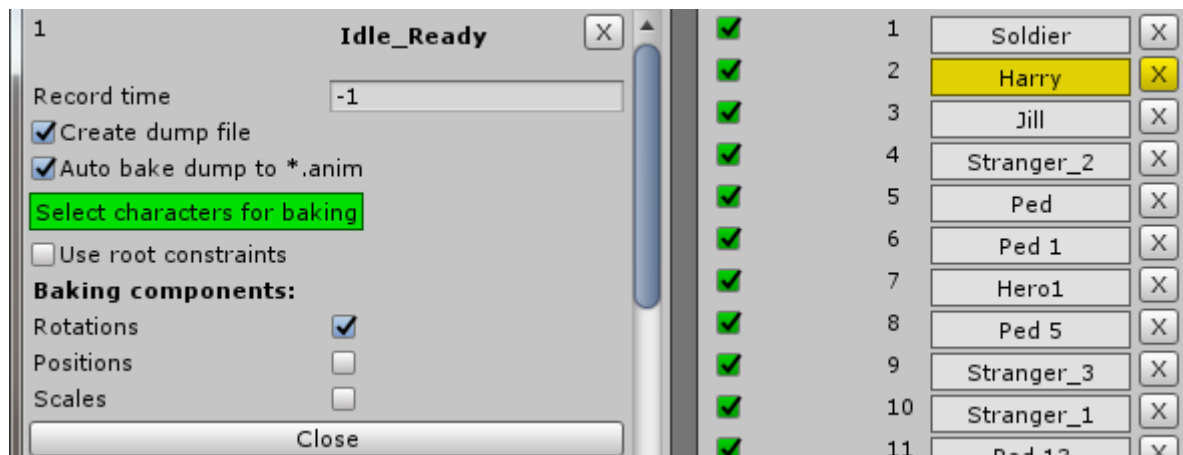 1 Idle_Ready X
Record time -1
Create dump file
Auto bake dump to *.anim
Select characters for baking
Use root constraints
Baking components:
Rotations
Positions
Scales
Close
1 Soldier X
2 Harry X
3 Jill X
4 Stranger_2 X
5 Ped X
6 Ped 1 X
7 Hero1 X
8 Ped 5 X
9 Stranger_3 X
10 Stranger_1 X
11 X